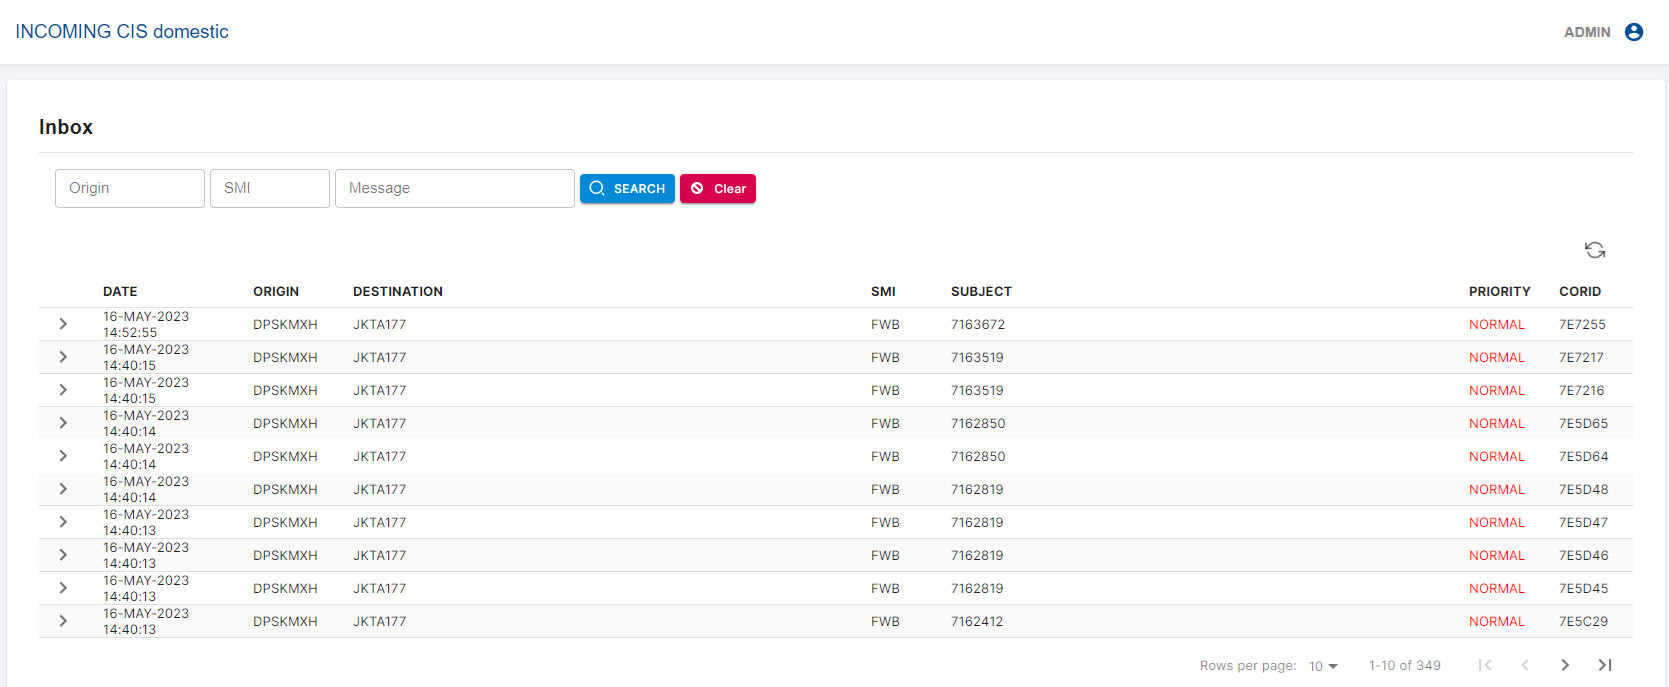 INCOMING CIS domestic
ADMIN
Inbox
Origin SMI Message SEARCH Clear
DATE ORIGIN DESTINATION SMI SUBJECT PRIORITY CORID
16-MAY-2023
14:52:55 DPSKMXH JKTA177 FWB 7163672 NORMAL 7E7255
16-MAY-2023
14:40:15 DPSKMXH JKTA177 FWB 7163519 NORMAL 7E7217
16-MAY-2023
14:40:15 DPSKMXH JKTA177 FWB 7163519 NORMAL 7E7216
16-MAY-2023
14:40:14 DPSKMXH JKTA177 FWB 7162850 NORMAL 7E5D65
16-MAY-2023
14:40:14 DPSKMXH JKTA177 FWB 7162850 NORMAL 7E5D64
16-MAY-2023
14:40:14 DPSKMXH JKTA177 FWB 7162819 NORMAL 7E5D48
16-MAY-2023
14:40:13 DPSKMXH JKTA177 FWB 7162819 NORMAL 7E5D47
16-MAY-2023
14:40:13 DPSKMXH JKTA177 FWB 7162819 NORMAL 7E5D46
16-MAY-2023
14:40:13 DPSKMXH JKTA177 FWB 7162819 NORMAL 7E5D45
16-MAY-2023
14:40:13 DPSKMXH JKTA177 FWB 7162412 NORMAL 7E5C29
Rows per page: 10 1-10 of 349